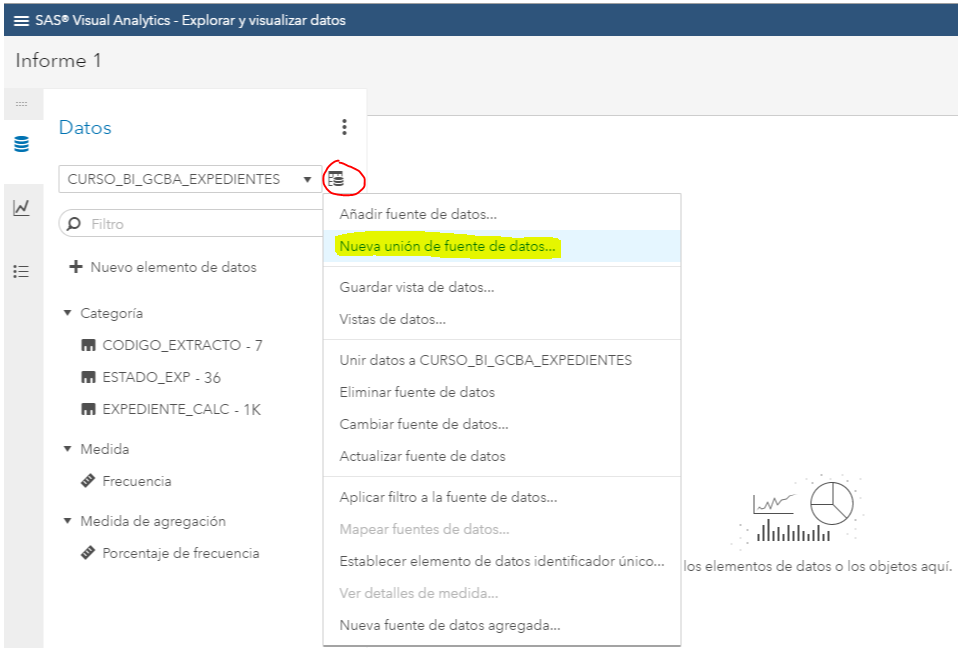 SAS® Visual Analytics - Explorar y visualizar datos
Informe 1
Datos
CURSO_BI_GCBA_EXPEDIENTES
Filtro
Nuevo elemento de datos
Categoría
CODIGO_EXTRACTO - 7
ESTADO_EXP - 36
EXPEDIENTE_CALC - 1K
Medida
Frecuencia
Medida de agregación
Porcentaje de frecuencia
Añadir fuente de datos...
Nueva unión de fuente de datos...
Guardar vista de datos...
Vistas de datos...
Unir datos a CURSO_BI_GCBA_EXPEDIENTES
Eliminar fuente de datos
Cambiar fuente de datos...
Actualizar fuente de datos
Aplicar filtro a la fuente de datos...
Mapear fuentes de datos...
Establecer elemento de datos identificador único...
Ver detalles de medida...
Nueva fuente de datos agregada...
los elementos de datos o los objetos aquí.